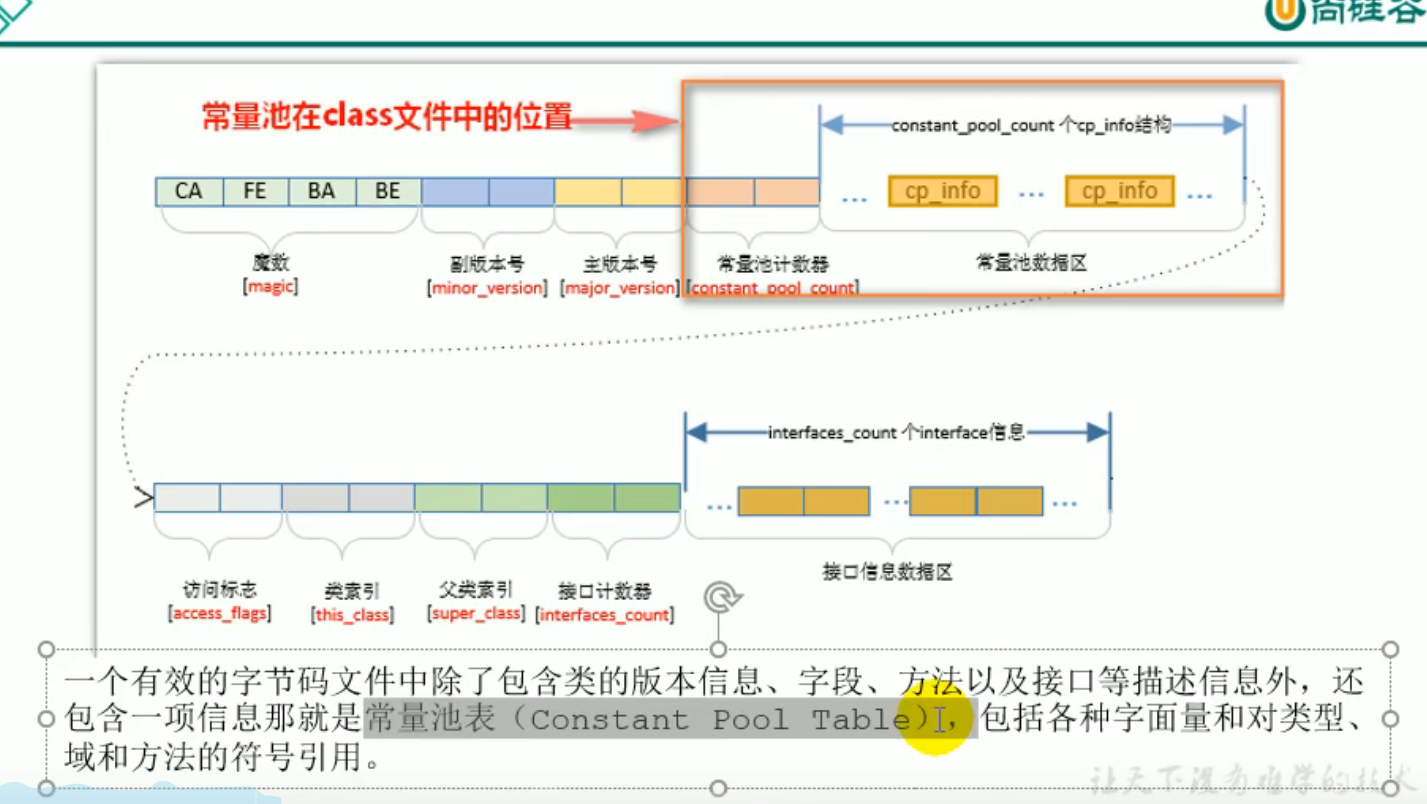 尚硅谷
常量池在class文件中的位置
constant_pool_count 个cp_info结构
CA FE BA BE
... cp_info ... cp_info ...
魔数 副版本号 主版本号 常量池计数器 常量池数据区
[magic] [minor_version] [major_version] [constant_pool_count]
interfaces_count 个interface信息
... ... ...
接口信息数据区
访问标志 类索引 父类索引 接口计数器
[access_flags] [this_class] [super_class] [interfaces_count]
一个有效的字节码文件中除了包含类的版本信息、字段、方法以及接口等描述信息外，还
包含一项信息那就是常量池表（Constant Pool Table），包括各种字面量和对类型、
域和方法的符号引用。
让天下没有难学的技术